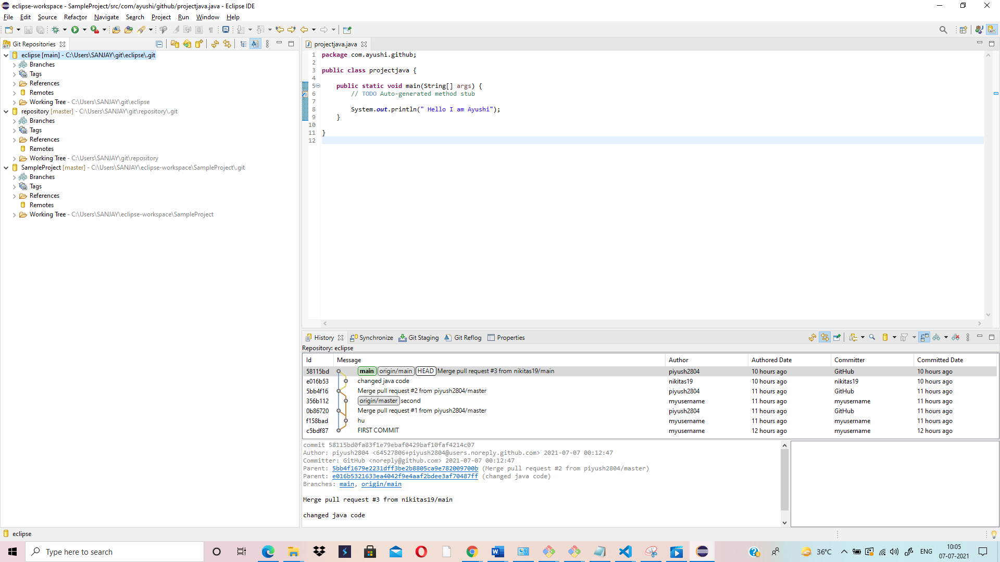 eclipse-workspace - SampleProject/src/com/ayushi/github/projectjava.java - Eclipse IDE
File Edit Source Refactor Navigate Search Project Run Window Help
Git Repositories
eclipse [main] - C:\Users\SANJAY\git\eclipse\.git
Branches
Tags
References
Remotes
Working Tree - C:\Users\SANJAY\git\eclipse
repository [master] - C:\Users\SANJAY\git\repository\.git
Branches
Tags
References
Remotes
Working Tree - C:\Users\SANJAY\git\repository
SampleProject [master] - C:\Users\SANJAY\eclipse-workspace\SampleProject\.git
Branches
Tags
References
Remotes
Working Tree - C:\Users\SANJAY\eclipse-workspace\SampleProject
projectjava.java
1 package com.ayushi.github;
2
3 public class projectjava {
4
5 public static void main(String[] args) {
6 // TODO Auto-generated method stub
7
8 System.out.println(" Hello I am Ayushi");
9 }
10
11 }
12
History Synchronize Git Staging Git Reflog Properties
Repository: eclipse
Id Message Author Authored Date Committer Committed Date
58115bd main origin/main HEAD Merge pull request #3 from nikitas19/main piyush2804 10 hours ago GitHub 10 hours ago
e016b53 changed java code nikitas19 10 hours ago nikitas19 10 hours ago
5bb4f16 Merge pull request #2 from piyush2804/master piyush2804 11 hours ago GitHub 11 hours ago
356b112 origin/master second myusername 11 hours ago myusername 11 hours ago
0b86720 Merge pull request #1 from piyush2804/master piyush2804 11 hours ago GitHub 11 hours ago
f158bad hu myusername 11 hours ago myusername 11 hours ago
c5bdf87 FIRST COMMIT myusername 12 hours ago myusername 12 hours ago
commit 58115bd0fa83f1e79ebaf0429baf10faf4214c07
Author: piyush2804 <64527806+piyush2804@users.noreply.github.com> 2021-07-07 00:12:47
Committer: GitHub <noreply@github.com> 2021-07-07 00:12:47
Parent: 5bb4f1679e2231dff3be2b8805ca9e782009700b (Merge pull request #2 from piyush2804/master)
Parent: e016b5321633ea4042f9e4aaf2bdee3af70487ff (changed java code)
Branches: main, origin/main
Merge pull request #3 from nikitas19/main
changed java code
eclipse
Type here to search
36°C
ENG
10:05
07-07-2021